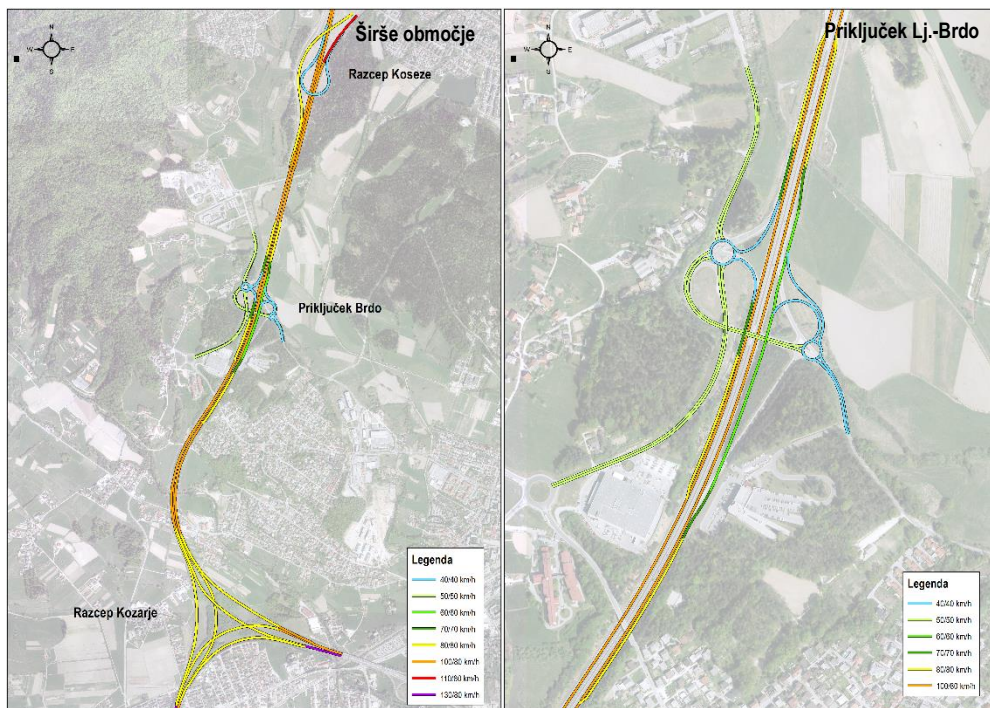 Širše območje
N
W E
S
Razcep Koseze
Priključek Brdo
Razcep Kozarje
Legenda
40/40 km/h
50/50 km/h
60/60 km/h
70/70 km/h
80/80 km/h
100/80 km/h
110/80 km/h
130/80 km/h
Priključek Lj.-Brdo
N
W E
S
Legenda
40/40 km/h
50/50 km/h
60/60 km/h
70/70 km/h
80/80 km/h
100/80 km/h